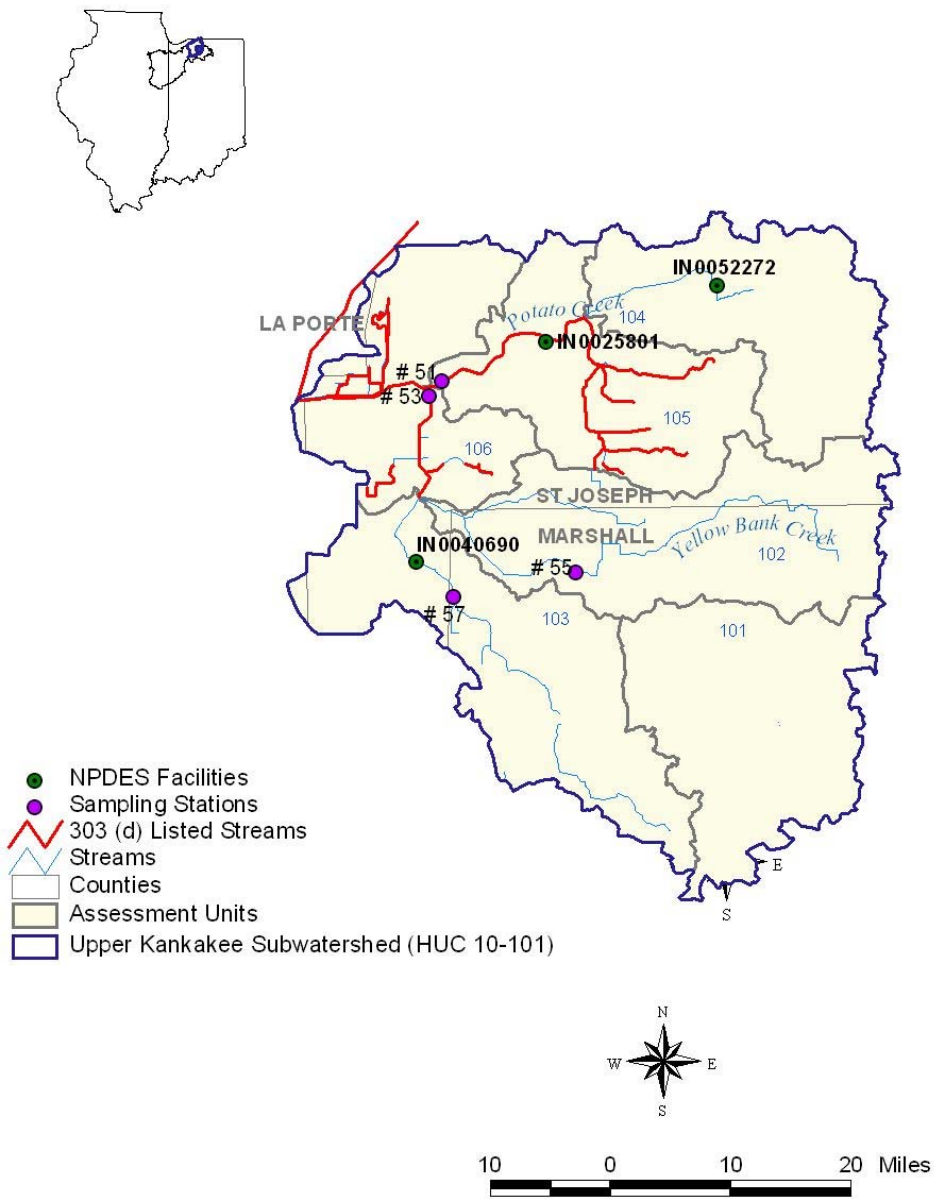 IN0052272
Potato Creek
104
LA PORTE
IN0025801
# 51
# 53
105
106
ST JOSEPH
MARSHALL
Yellow Bank Creek
IN0040690
102
# 55
# 57
103
101
NPDES Facilities
Sampling Stations
303 (d) Listed Streams
Streams
Counties
Assessment Units
Upper Kankakee Subwatershed (HUC 10-101)
E
S
N
W E
S
10 0 10 20 Miles